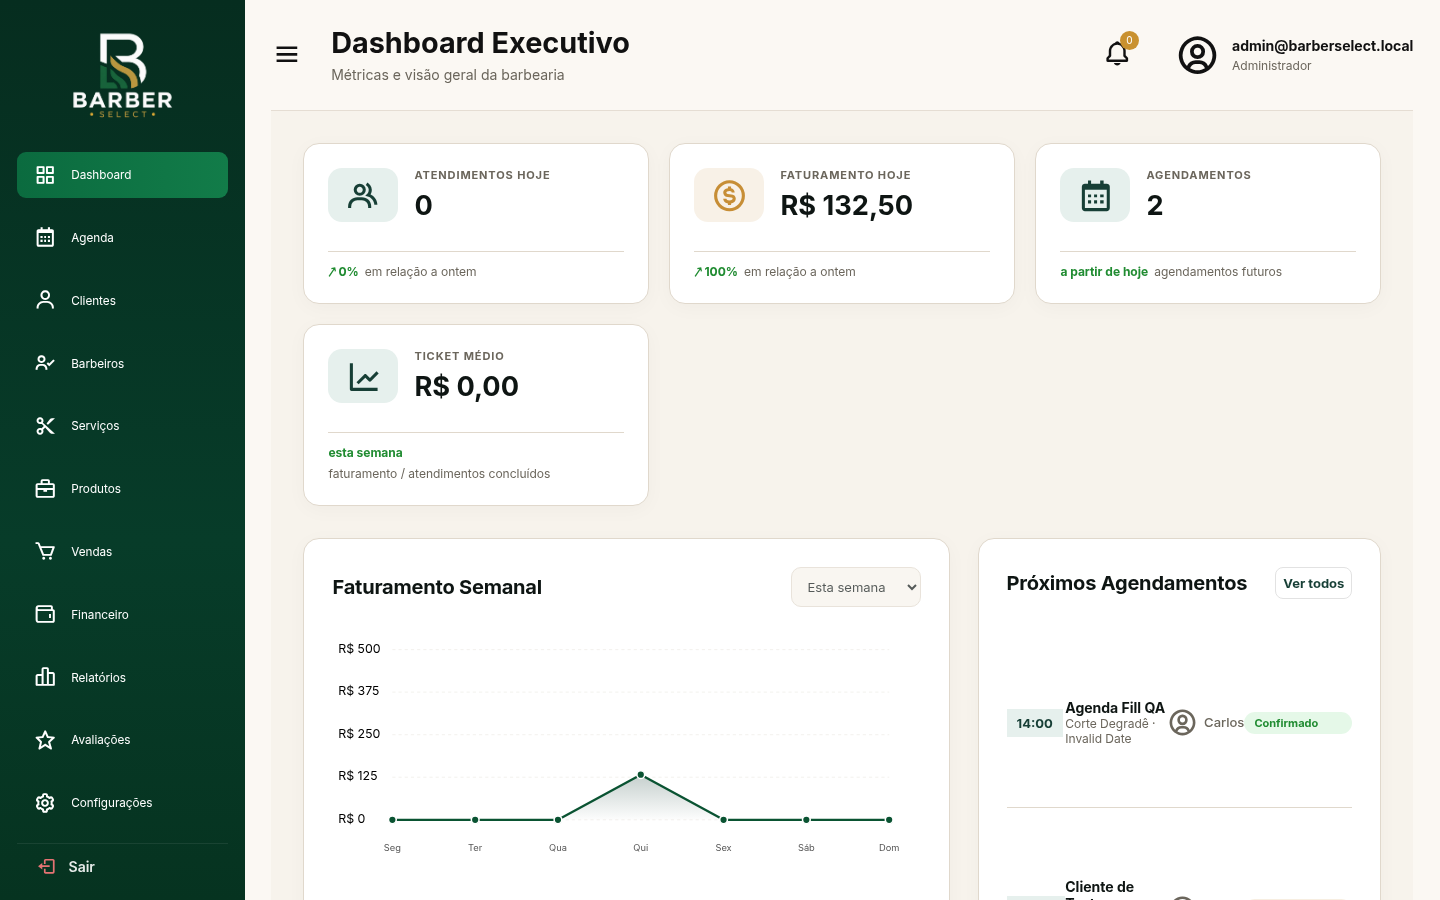 BARBER
SELECT
Dashboard
Agenda
Clientes
Barbeiros
Serviços
Produtos
Vendas
Financeiro
Relatórios
Avaliações
Configurações
Sair
Dashboard Executivo
Métricas e visão geral da barbearia
0
admin@barberselect.local
Administrador
ATENDIMENTOS HOJE
0
0% em relação a ontem
FATURAMENTO HOJE
R$ 132,50
100% em relação a ontem
AGENDAMENTOS
2
a partir de hoje agendamentos futuros
TICKET MÉDIO
R$ 0,00
esta semana
faturamento / atendimentos concluídos
Faturamento Semanal
Esta semana
R$ 500
R$ 375
R$ 250
R$ 125
R$ 0
Seg Ter Qua Qui Sex Sáb Dom
Próximos Agendamentos
Ver todos
14:00
Agenda Fill QA
Corte Degradê ·
Invalid Date
Carlos
Confirmado
Cliente de